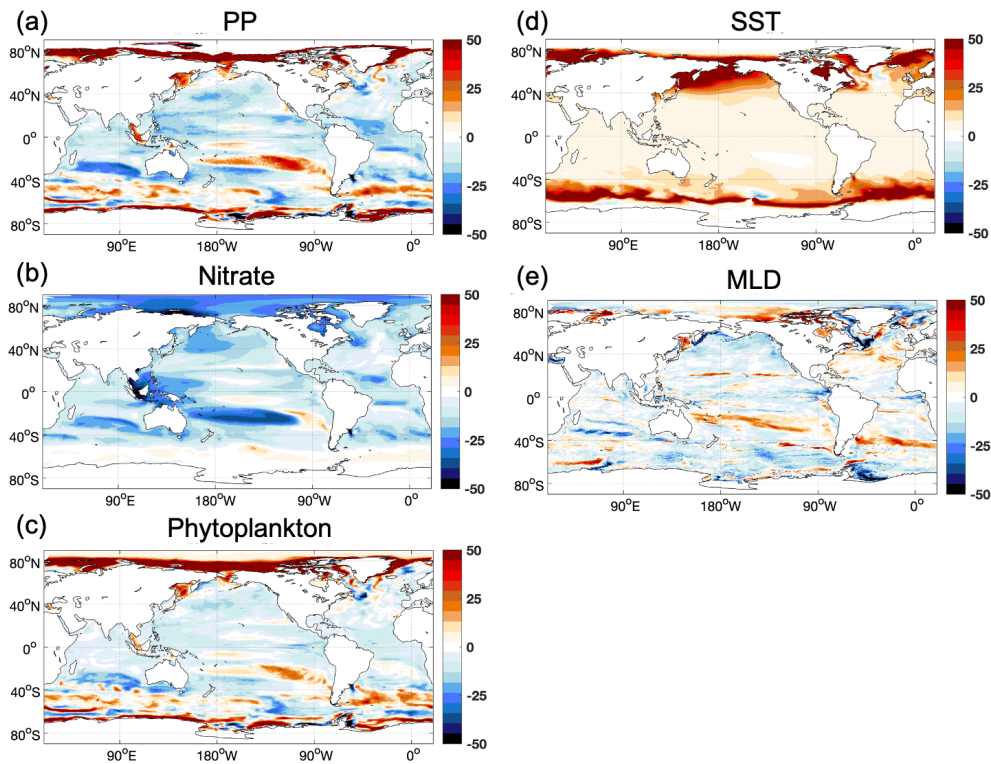 (a) PP
80°N
40°N
0°
40°S
80°S
90°E 180°W 90°W 0°
50
25
0
-25
-50
(d) SST
80°N
40°N
0°
40°S
80°S
90°E 180°W 90°W 0°
50
25
0
-25
-50
(b) Nitrate
80°N
40°N
0°
40°S
80°S
90°E 180°W 90°W 0°
50
25
0
-25
-50
(e) MLD
80°N
40°N
0°
40°S
80°S
90°E 180°W 90°W 0°
50
25
0
-25
-50
(c) Phytoplankton
80°N
40°N
0°
40°S
80°S
90°E 180°W 90°W 0°
50
25
0
-25
-50